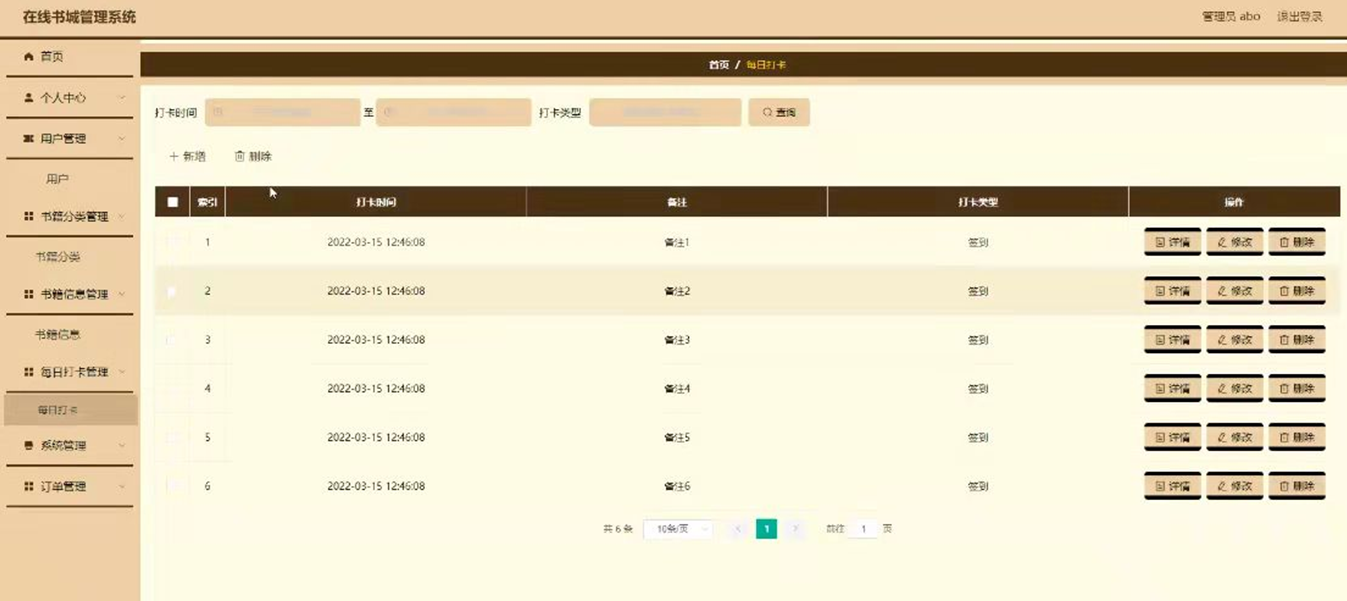 在线书城管理系统
管理员 abo 退出登录
首页
个人中心
用户管理
用户
书籍分类管理
书籍分类
书籍信息管理
书籍信息
每日打卡管理
每日打卡
系统管理
订单管理
首页 / 每日打卡
打卡时间 至 打卡类型 查询
新增 删除
索引 打卡时间 备注 打卡类型 操作
1 2022-03-15 12:46:08 备注1 签到 详情 修改 删除
2 2022-03-15 12:46:08 备注2 签到 详情 修改 删除
3 2022-03-15 12:46:08 备注3 签到 详情 修改 删除
4 2022-03-15 12:46:08 备注4 签到 详情 修改 删除
5 2022-03-15 12:46:08 备注5 签到 详情 修改 删除
6 2022-03-15 12:46:08 备注6 签到 详情 修改 删除
共 6 条 10条/页 1 前往 1 页